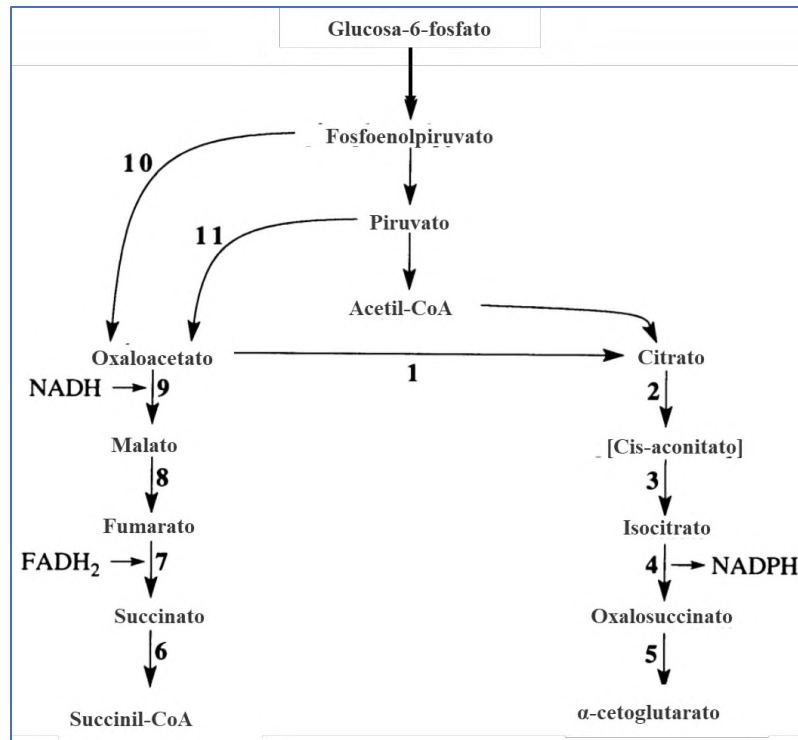 Glucosa-6-fosfato
Fosfoenolpiruvato
10
Piruvato
11
Acetil-CoA
Oxaloacetato
1
Citrato
NADH
9
2
Malato
[Cis-aconitato]
8
3
Fumarato
Isocitrato
FADH₂
7
4
NADPH
Succinato
Oxalosuccinato
6
5
Succinil-CoA
α-cetoglutarato